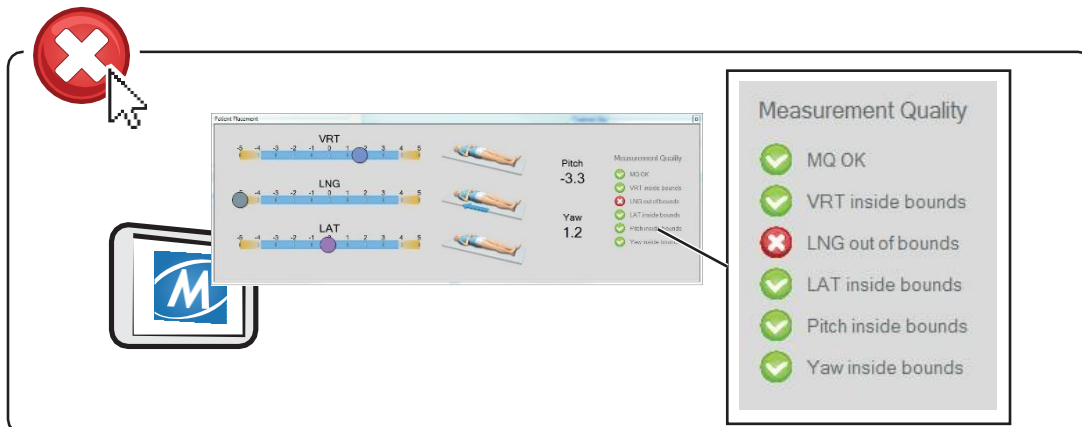 Patient Placement
VRT
-5 -4 -3 -2 -1 0 1 2 3 4 5
LNG
-5 -4 -3 -2 -1 0 1 2 3 4 5
LAT
-5 -4 -3 -2 -1 0 1 2 3 4 5
Pitch
-3.3
Yaw
1.2
Measurement Quality
MQ OK
VRT inside bounds
LNG out of bounds
LAT inside bounds
Pitch inside bounds
Yaw inside bounds
M
Measurement Quality
MQ OK
VRT inside bounds
LNG out of bounds
LAT inside bounds
Pitch inside bounds
Yaw inside bounds